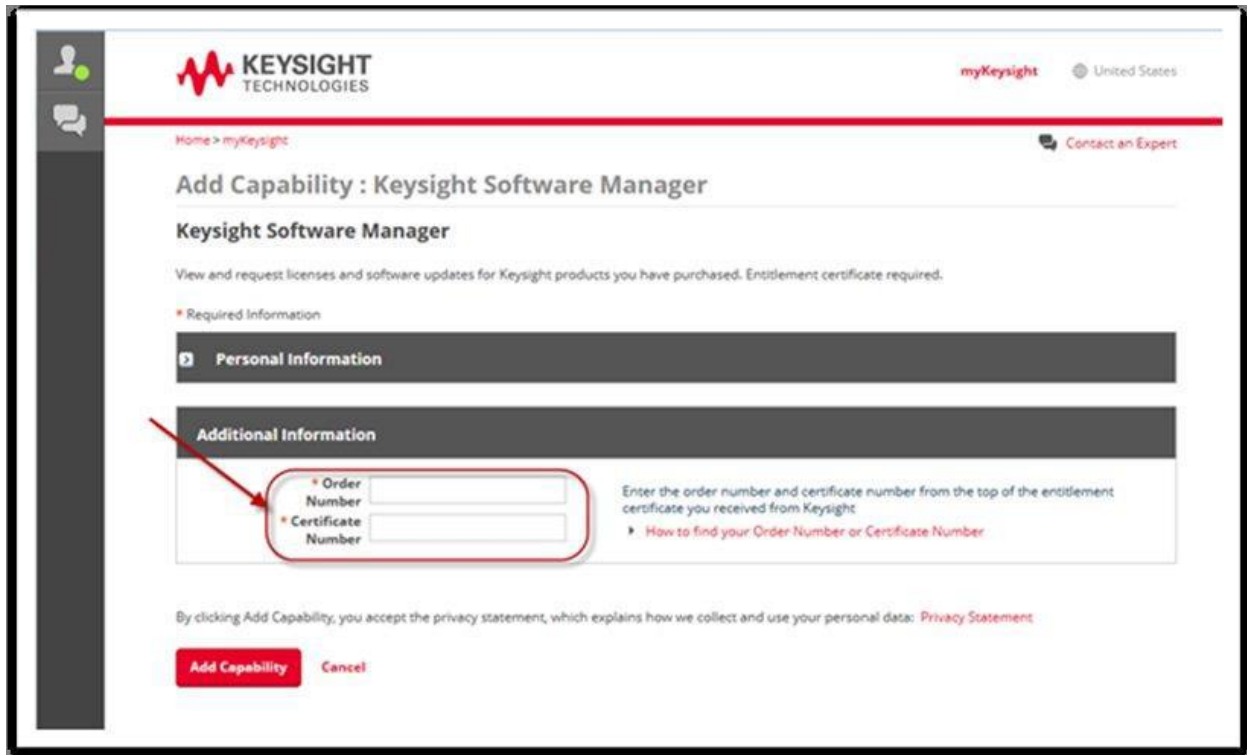 KEYSIGHT
TECHNOLOGIES
myKeysight
United States
Home > myKeysight
Contact an Expert
Add Capability : Keysight Software Manager
Keysight Software Manager
View and request licenses and software updates for Keysight products you have purchased. Entitlement certificate required.
* Required Information
Personal Information
Additional Information
* Order
Number
* Certificate
Number
Enter the order number and certificate number from the top of the entitlement
certificate you received from Keysight
How to find your Order Number or Certificate Number
By clicking Add Capability, you accept the privacy statement, which explains how we collect and use your personal data: Privacy Statement
Add Capability
Cancel